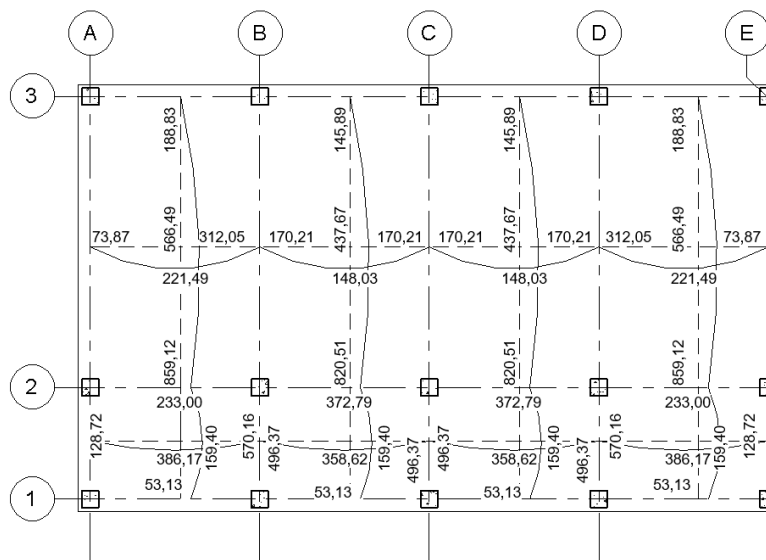 A B C D E
3
188,83 145,89 145,89 188,83
566,49 437,67 437,67 566,49
73,87 312,05 170,21 170,21 170,21 170,21 312,05 73,87
221,49 148,03 148,03 221,49
859,12 820,51 820,51 859,12
2
233,00 372,79 372,79 233,00
128,72 159,40 570,16 159,40 496,37 496,37 159,40 496,37 570,16 159,40 128,72
386,17 358,62 358,62 386,17
53,13 53,13 53,13 53,13
1